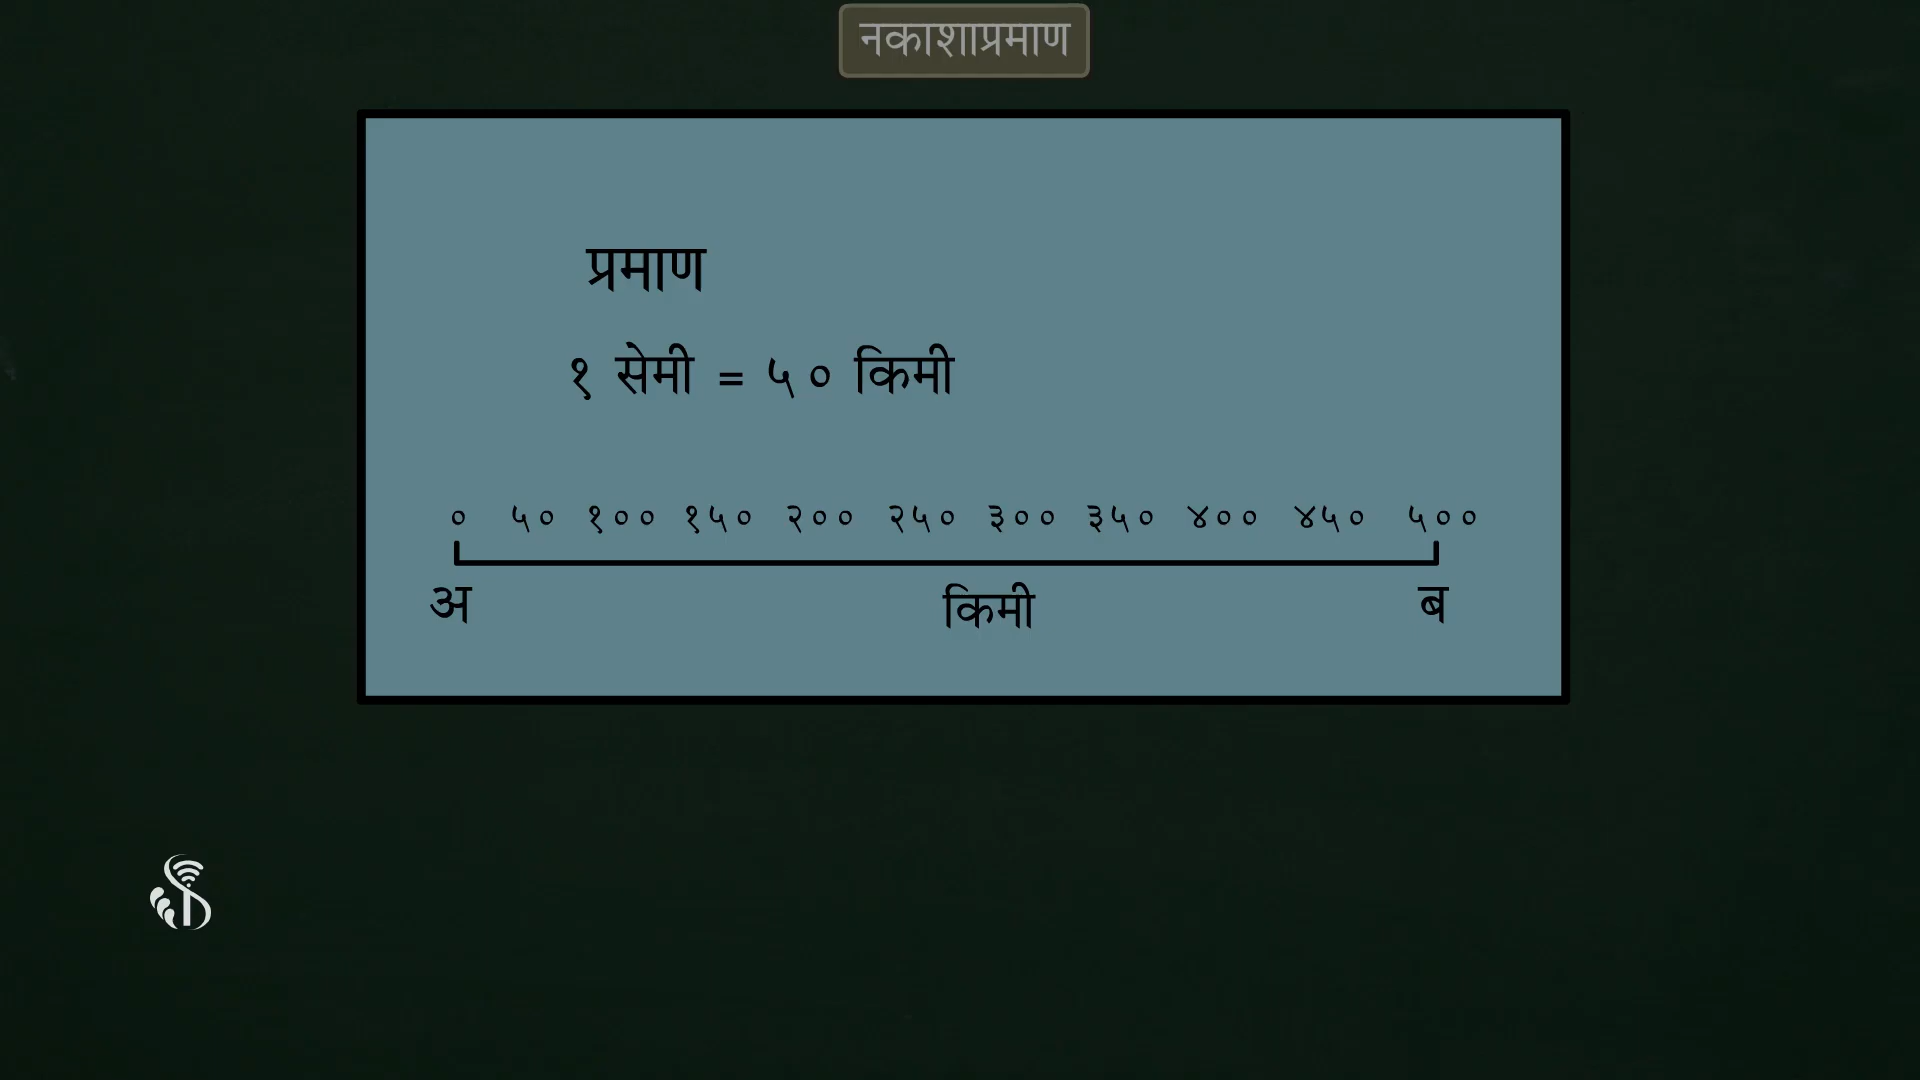 नकाशाप्रमाण
प्रमाण
१ सेमी = ५० किमी
० ५० १०० १५० २०० २५० ३०० ३५० ४०० ४५० ५००
अ किमी ब